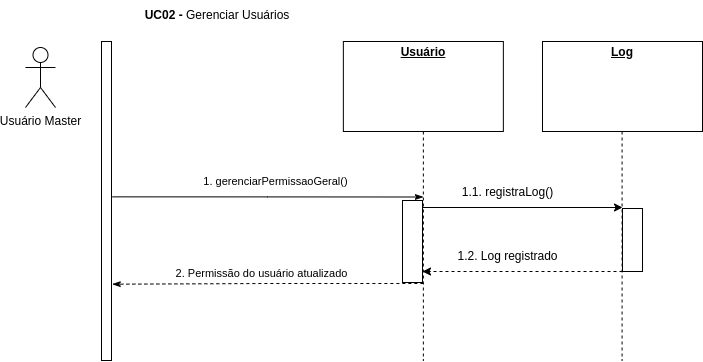 UC02 - Gerenciar Usuários
Usuário
Log
Usuário Master
1. gerenciarPermissaoGeral()
1.1. registraLog()
1.2. Log registrado
2. Permissão do usuário atualizado